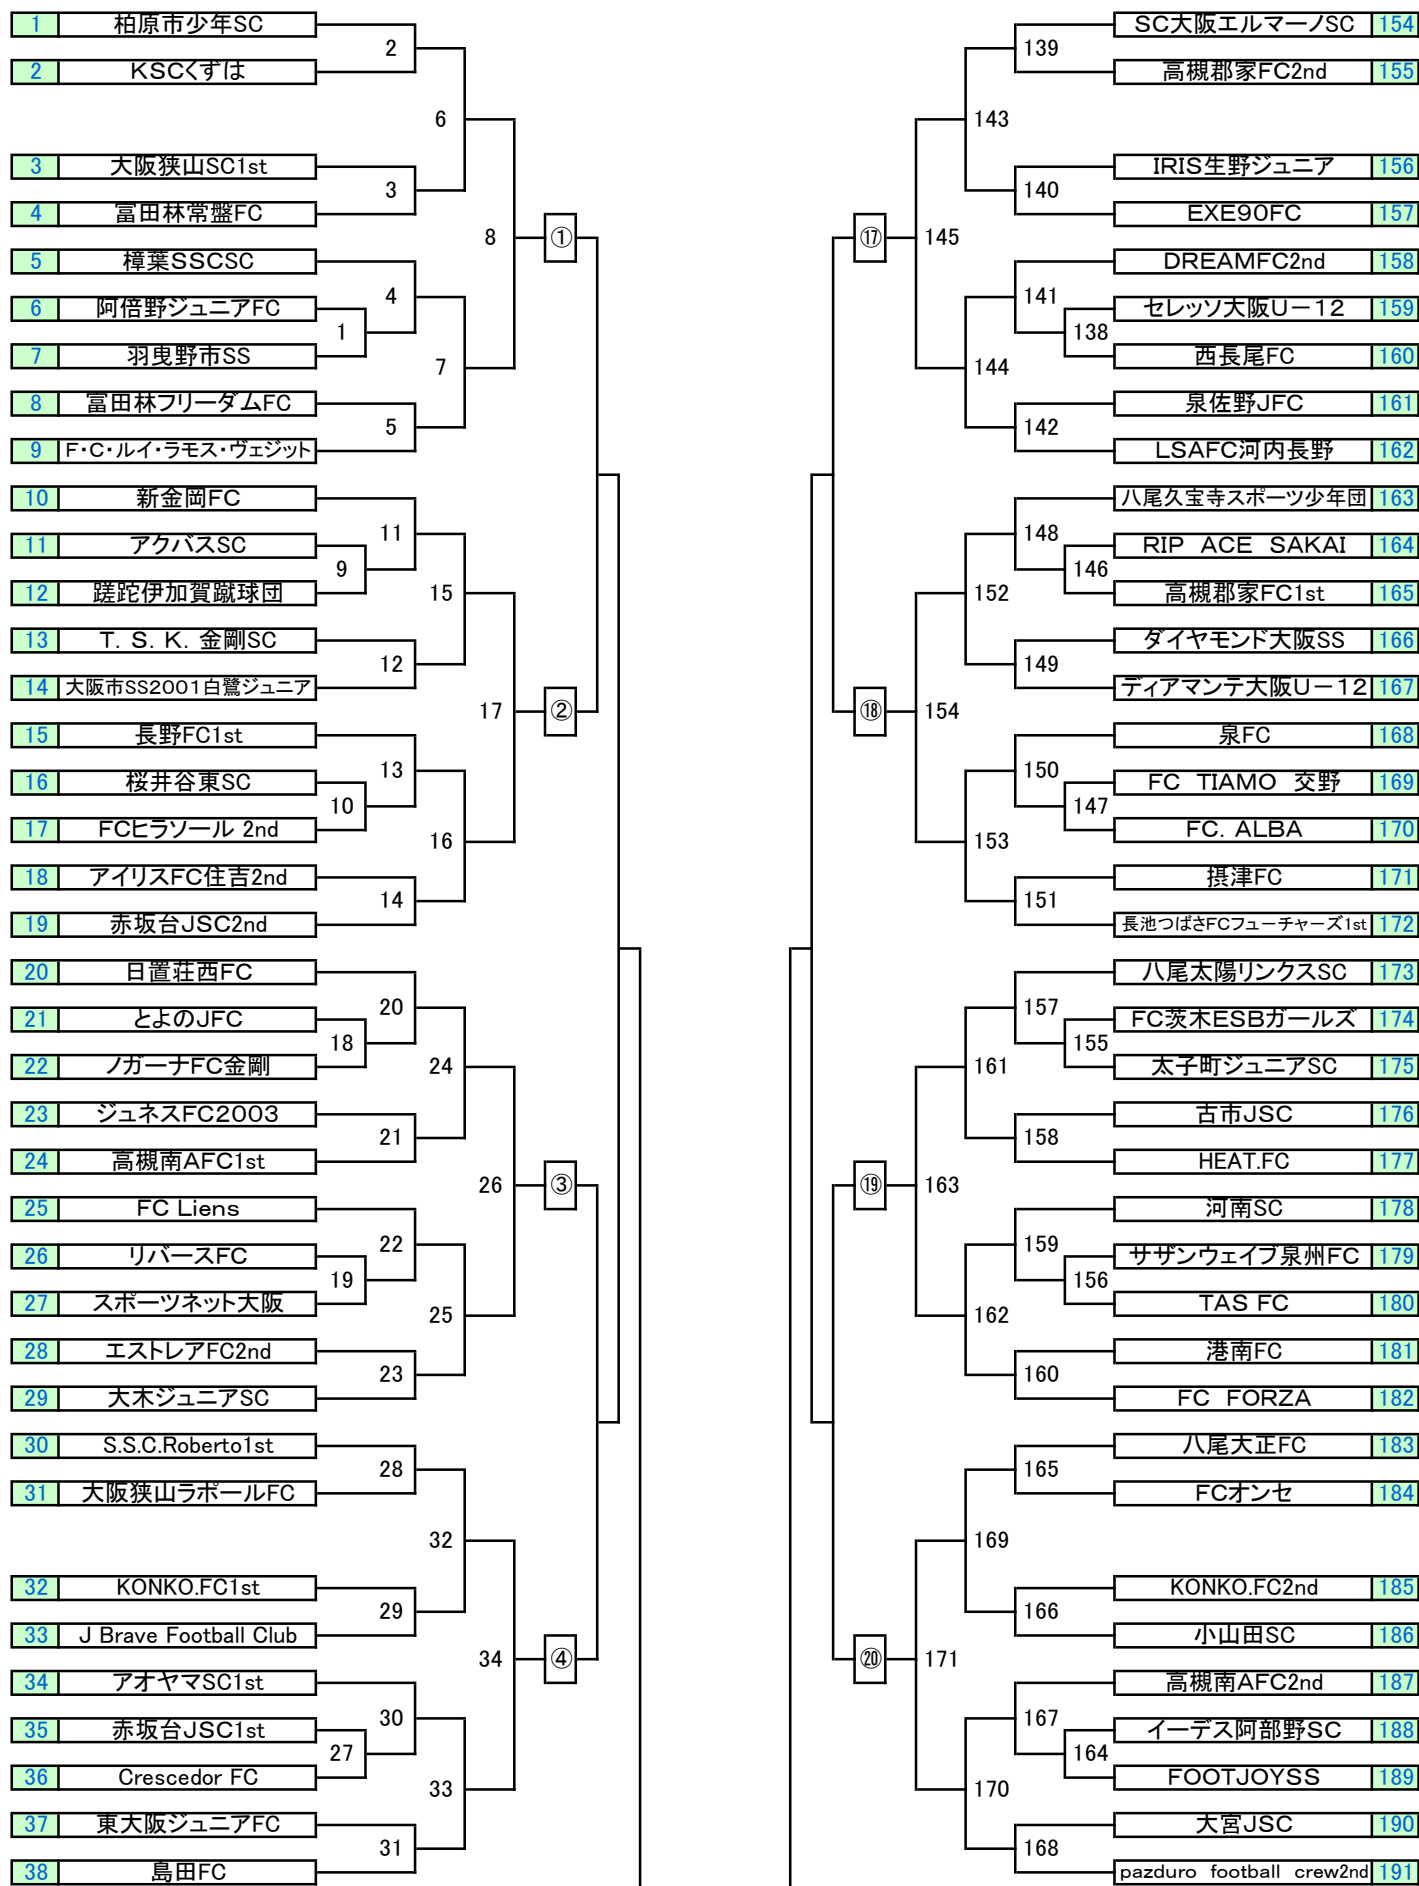 1 柏原市少年SC
2 KSCくずは
3 大阪狭山SC1st
4 富田林常盤FC
5 樟葉SSCSC
6 阿倍野ジュニアFC
7 羽曳野市SS
8 富田林フリーダムFC
9 F・C・ルイ・ラモス・ヴェジット
10 新金岡FC
11 アクバスSC
12 蹉跎伊加賀蹴球団
13 T．S．K．金剛SC
14 大阪市SS2001白鷺ジュニア
15 長野FC1st
16 桜井谷東SC
17 FCヒラソール 2nd
18 アイリスFC住吉2nd
19 赤坂台JSC2nd
20 日置荘西FC
21 とよのJFC
22 ノガーナFC金剛
23 ジュネスFC2003
24 高槻南AFC1st
25 FC Liens
26 リバースFC
27 スポーツネット大阪
28 エストレアFC2nd
29 大木ジュニアSC
30 S.S.C.Roberto1st
31 大阪狭山ラポールFC
32 KONKO.FC1st
33 J Brave Football Club
34 アオヤマSC1st
35 赤坂台JSC1st
36 Crescedor FC
37 東大阪ジュニアFC
38 島田FC
2
3
4
1
5
6
7
8
①
11
9
12
13
10
14
15
16
17
②
20
18
21
22
19
23
24
25
26
③
28
29
30
27
31
32
33
34
④
⑰
145
143
144
139
140
141
138
142
⑱
154
152
153
148
146
149
150
147
151
⑲
163
161
162
157
155
158
159
156
160
⑳
171
169
170
165
166
167
164
168
SC大阪エルマーノSC 154
高槻郡家FC2nd 155
IRIS生野ジュニア 156
EXE90FC 157
DREAMFC2nd 158
セレッソ大阪U－12 159
西長尾FC 160
泉佐野JFC 161
LSAFC河内長野 162
八尾久宝寺スポーツ少年団 163
RIP ACE SAKAI 164
高槻郡家FC1st 165
ダイヤモンド大阪SS 166
ディアマンテ大阪U－12 167
泉FC 168
FC TIAMO 交野 169
FC．ALBA 170
摂津FC 171
長池つばさFCフューチャーズ1st 172
八尾太陽リンクスSC 173
FC茨木ESBガールズ 174
太子町ジュニアSC 175
古市JSC 176
HEAT.FC 177
河南SC 178
サザンウェイブ泉州FC 179
TAS FC 180
港南FC 181
FC FORZA 182
八尾大正FC 183
FCオンセ 184
KONKO.FC2nd 185
小山田SC 186
高槻南AFC2nd 187
イーデス阿部野SC 188
FOOTJOYSS 189
大宮JSC 190
pazduro football crew2nd 191